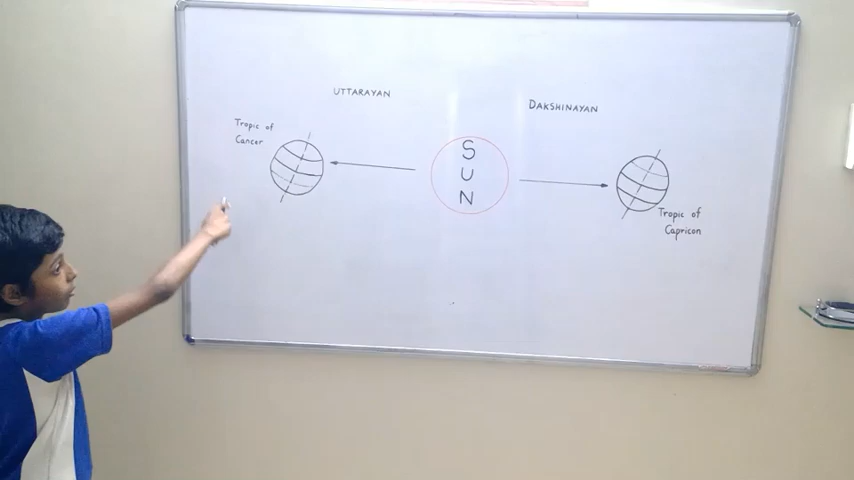 UTTARAYAN
DAKSHINAYAN
Tropic of
Cancer
S
U
N
Tropic of
Capricon